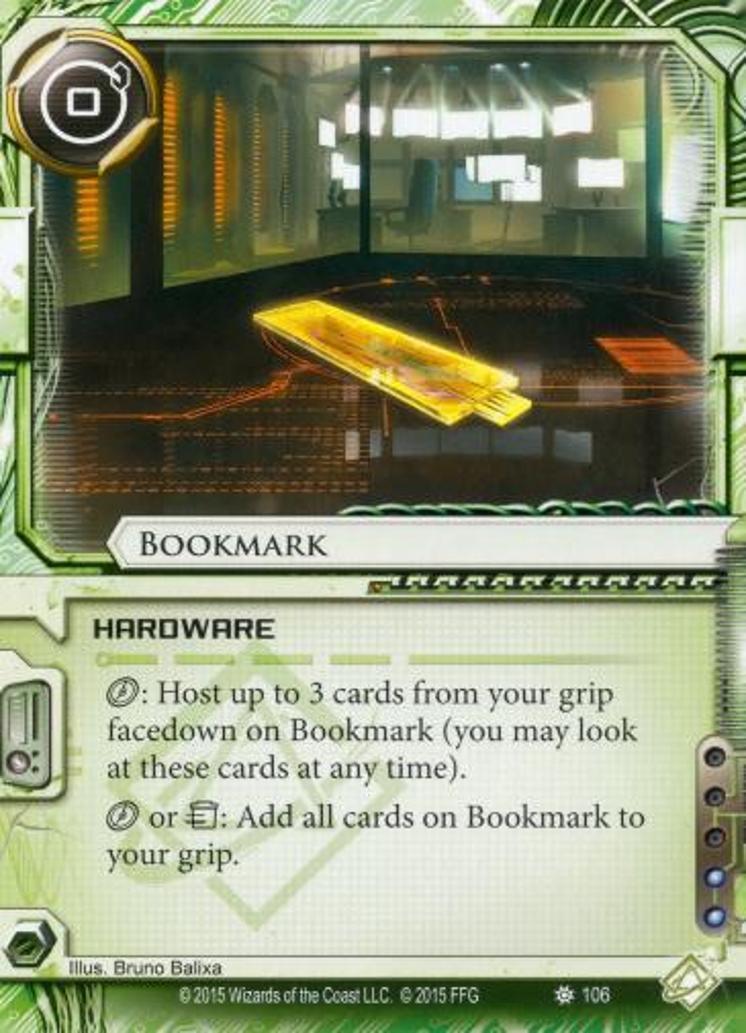 BOOKMARK
HARDWARE
: Host up to 3 cards from your grip
facedown on Bookmark (you may look
at these cards at any time).
or : Add all cards on Bookmark to
your grip.
Illus. Bruno Balixa
© 2015 Wizards of the Coast LLC. © 2015 FFG 106